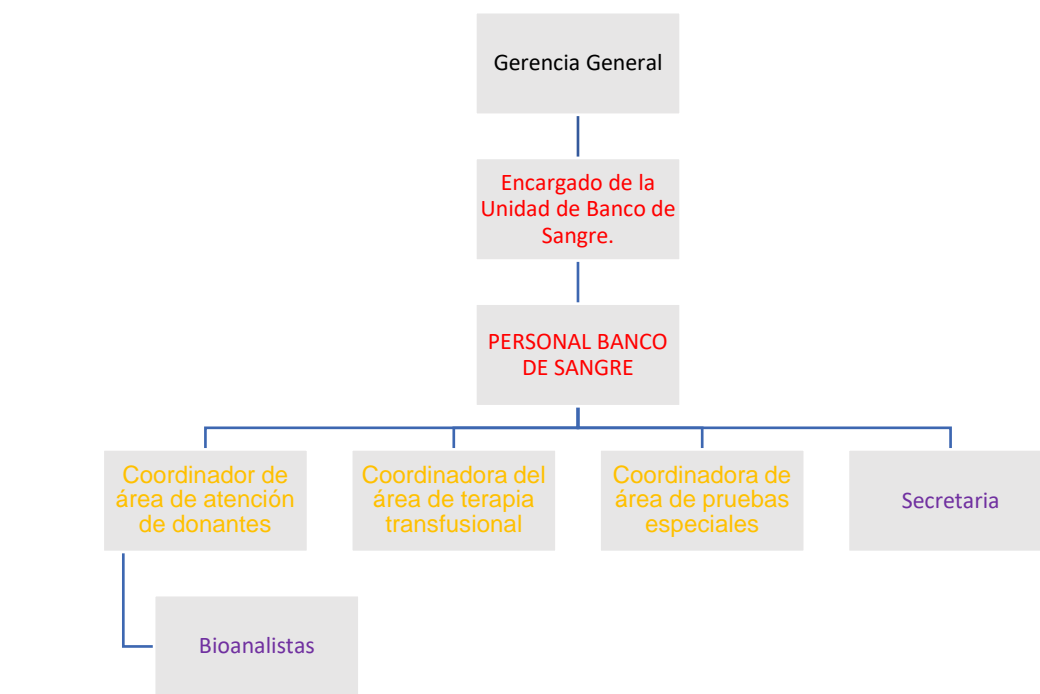 Gerencia General
Encargado de la
Unidad de Banco de
Sangre.
PERSONAL BANCO
DE SANGRE
Coordinador de
área de atención
de donantes
Coordinadora del
área de terapia
transfusional
Coordinadora de
área de pruebas
especiales
Secretaria
Bioanalistas